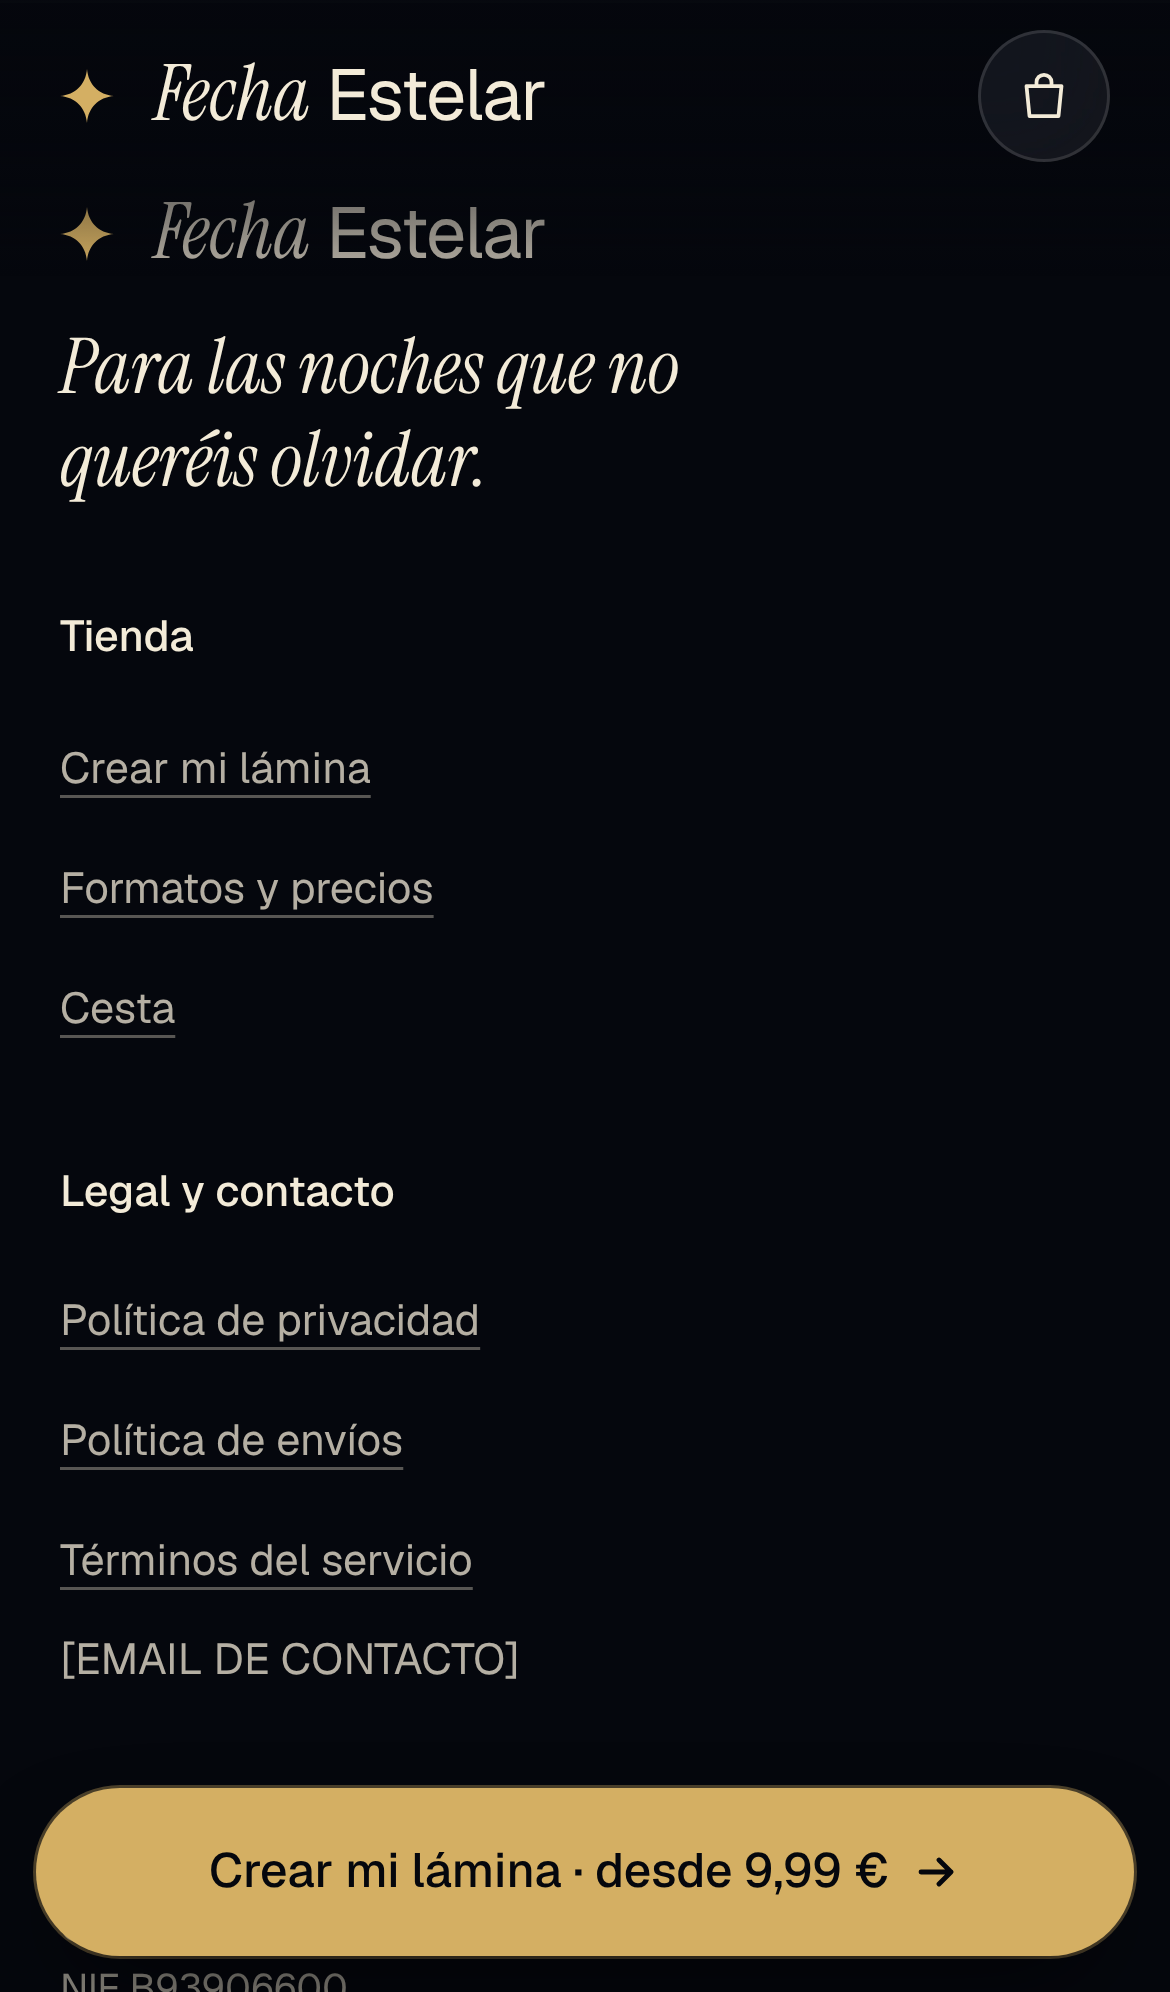 Fecha Estelar
Fecha Estelar
Para las noches que no
queréis olvidar.
Tienda
Crear mi lámina
Formatos y precios
Cesta
Legal y contacto
Política de privacidad
Política de envíos
Términos del servicio
[EMAIL DE CONTACTO]
Crear mi lámina · desde 9,99 € →
NIF B93906600